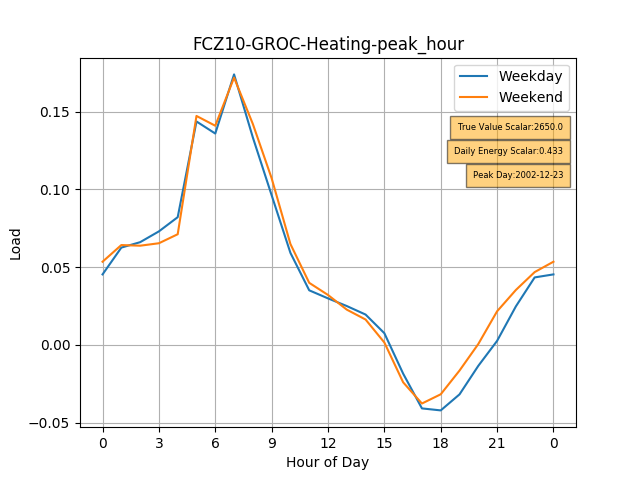 FCZ10-GROC-Heating-peak_hour
Weekday
Weekend
True Value Scalar:2650.0
Daily Energy Scalar:0.433
Peak Day:2002-12-23
Load
0.15
0.10
0.05
0.00
−0.05
0 3 6 9 12 15 18 21 0
Hour of Day